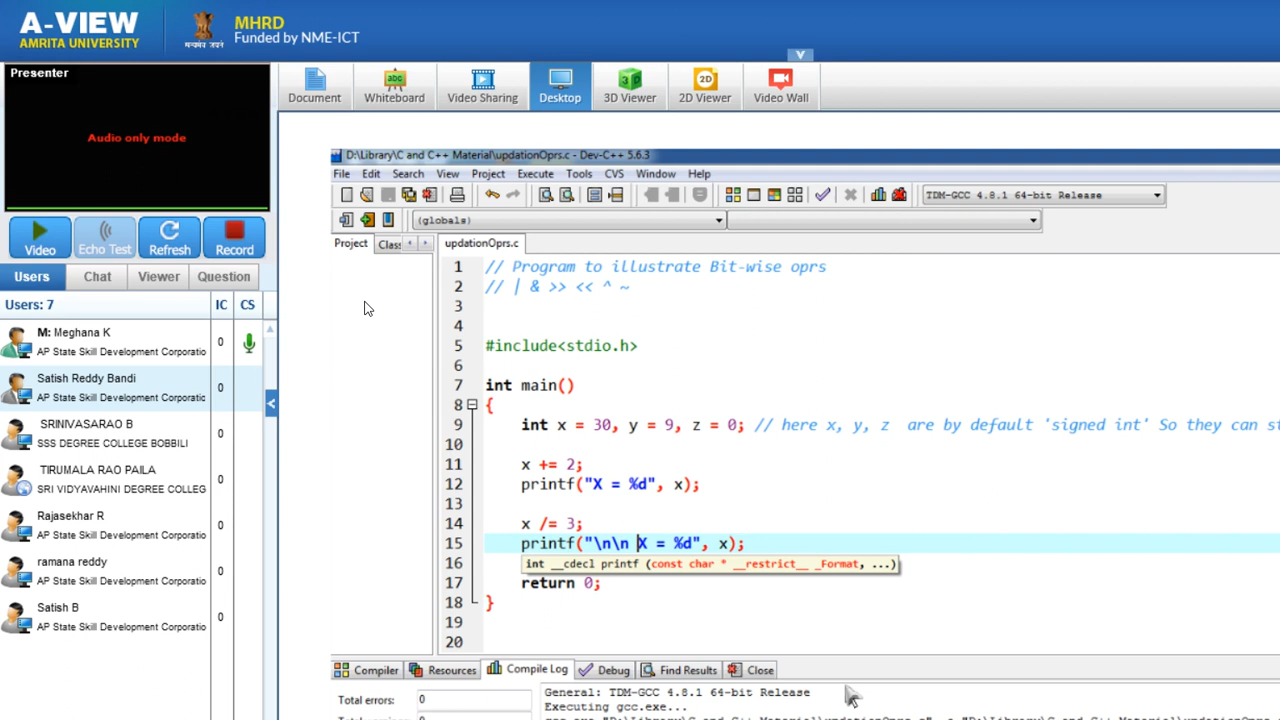 A-VIEW
AMRITA UNIVERSITY
MHRD
Funded by NME-ICT
Presenter
Audio only mode
Video
Echo Test
Refresh
Record
Document
Whiteboard
Video Sharing
Desktop
3D Viewer
2D Viewer
Video Wall
Users
Chat
Viewer
Question
Users: 7
IC
CS
M: Meghana K
AP State Skill Development Corporatio
0
Satish Reddy Bandi
AP State Skill Development Corporatic
0
SRINIVASARAO B
SSS DEGREE COLLEGE BOBBILI
0
TIRUMALA RAO PAILA
SRI VIDYAVAHINI DEGREE COLLEG
0
Rajasekhar R
AP State Skill Development Corporatio
0
ramana reddy
AP State Skill Development Corporatio
0
Satish B
AP State Skill Development Corporatio
0
D:\Library\C and C++ Material\updationOprs.c - Dev-C++ 5.6.3
File Edit Search View Project Execute Tools CVS Window Help
TDM-GCC 4.8.1 64-bit Release
(globals)
Project
Clas
updationOprs.c
1 // Program to illustrate Bit-wise oprs
2 // | & >> << ^ ~
3
4
5 #include<stdio.h>
6
7 int main()
8 {
9 int x = 30, y = 9, z = 0; // here x, y, z are by default 'signed int' So they can st
10
11 x += 2;
12 printf("X = %d", x);
13
14 x /= 3;
15 printf("\n\n X = %d", x);
int __cdecl printf (const char * __restrict__ _Format, ...)
16
17 return 0;
18 }
19
20
Compiler
Resources
Compile Log
Debug
Find Results
Close
Total errors: 0
General: TDM-GCC 4.8.1 64-bit Release
Executing gcc.exe...